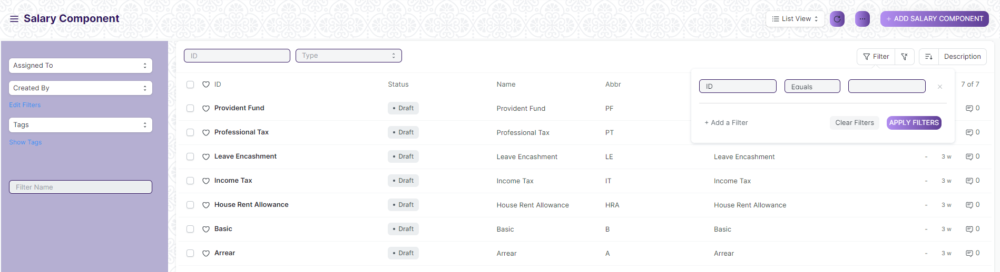 Salary Component
List View
+ ADD SALARY COMPONENT
Assigned To
Created By
Edit Filters
Tags
Show Tags
Filter Name
ID
Type
Filter
Description
ID Status Name Abbr 7 of 7
ID Equals
+ Add a Filter Clear Filters APPLY FILTERS
Provident Fund • Draft Provident Fund PF 0
Professional Tax • Draft Professional Tax PT 0
Leave Encashment • Draft Leave Encashment LE Leave Encashment - 3 w 0
Income Tax • Draft Income Tax IT Income Tax - 3 w 0
House Rent Allowance • Draft House Rent Allowance HRA House Rent Allowance - 3 w 0
Basic • Draft Basic B Basic - 3 w 0
Arrear • Draft Arrear A Arrear - 3 w 0